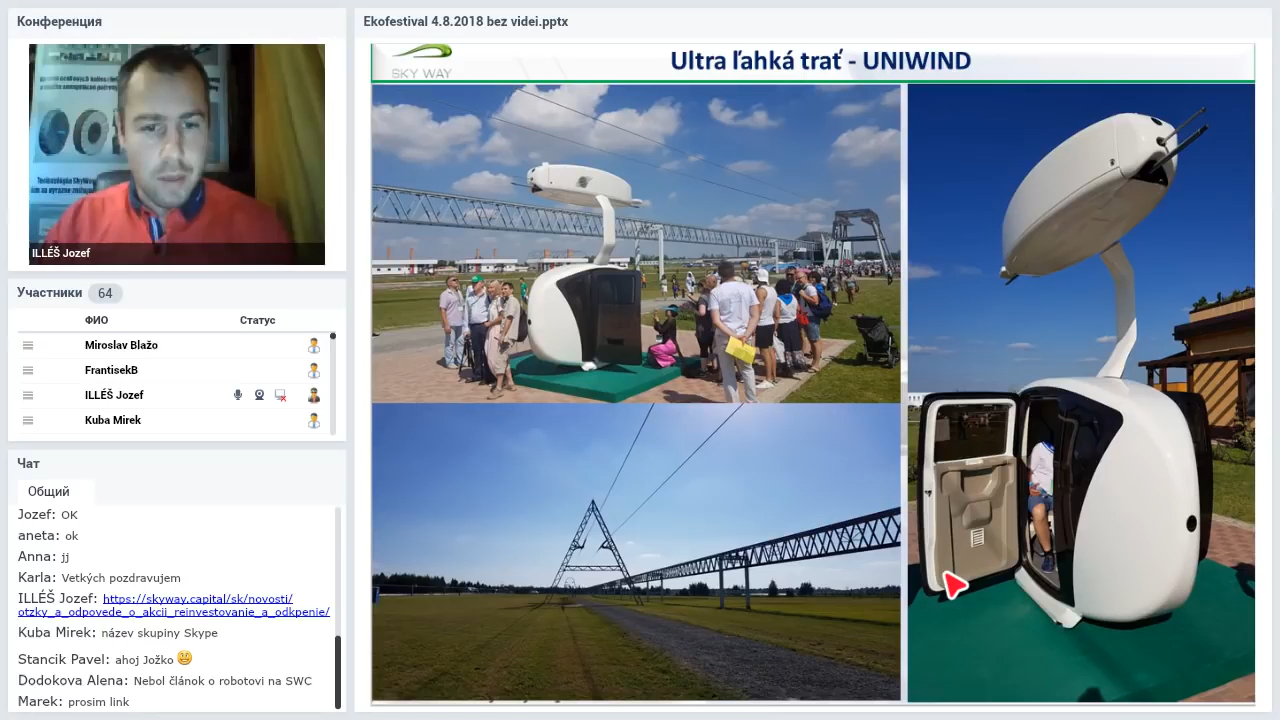 Конференция
ILLÉŠ Jozef
Участники 64
ФИО Статус
Miroslav Blažo
FrantisekB
ILLÉŠ Jozef
Kuba Mirek
Чат
Общий
Jozef: OK
aneta: ok
Anna: jj
Karla: Vetkých pozdravujem
ILLÉŠ Jozef: https://skyway.capital/sk/novosti/
otzky_a_odpovede_o_akcii_reinvestovanie_a_odkpenie/
Kuba Mirek: název skupiny Skype
Stancik Pavel: ahoj Jožko
Dodokova Alena: Nebol článok o robotovi na SWC
Marek: prosim link
Ekofestival 4.8.2018 bez videi.pptx
SKY WAY
Ultra ľahká trať - UNIWIND